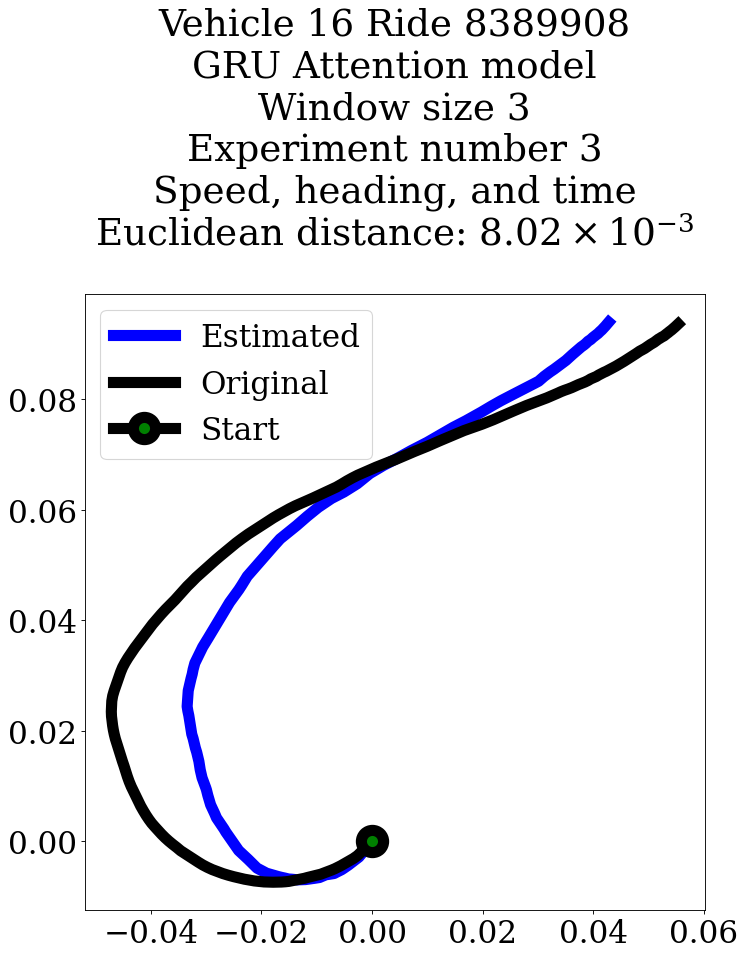 Vehicle 16 Ride 8389908
GRU Attention model
Window size 3
Experiment number 3
Speed, heading, and time
Euclidean distance: 8.02 × 10⁻³
Estimated
Original
Start
0.08
0.06
0.04
0.02
0.00
−0.04 −0.02 0.00 0.02 0.04 0.06